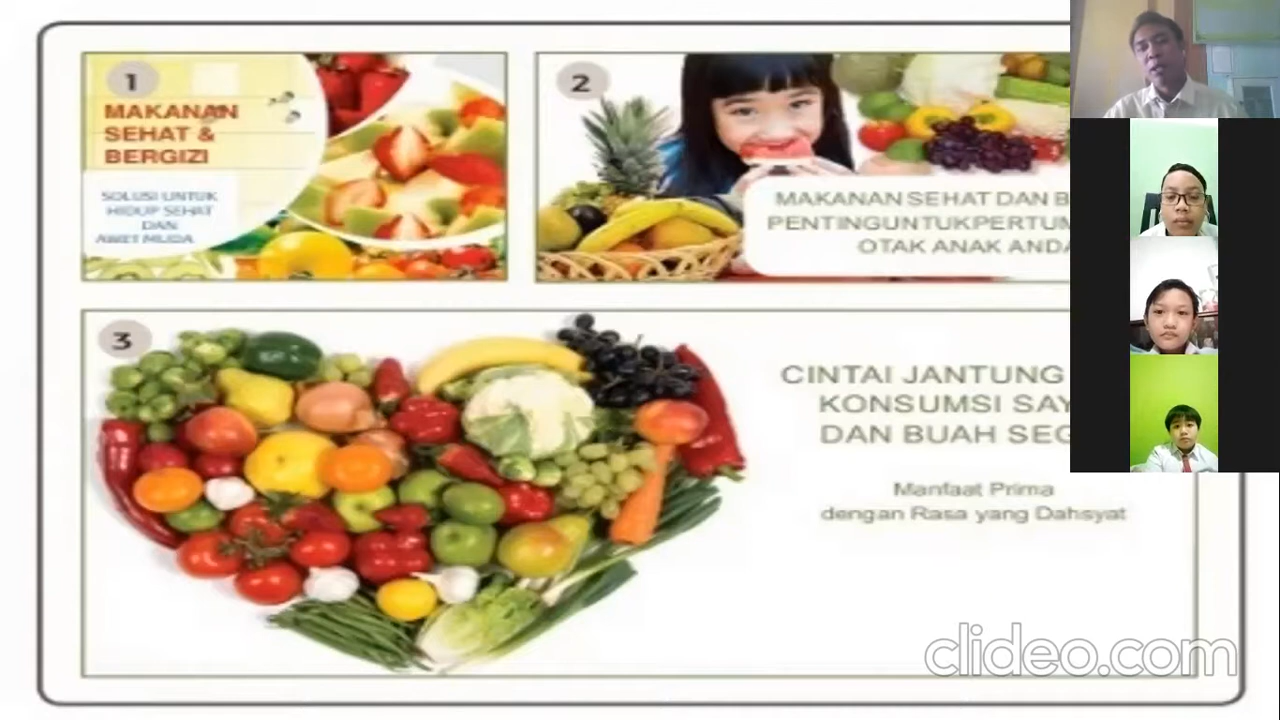 1
MAKANAN
SEHAT &
BERGIZI
SOLUSI UNTUK
HIDUP SEHAT
DAN
AWET MUDA
2
MAKANAN SEHAT DAN B
PENTINGUNTUKPERTUM
OTAK ANAK ANDA
3
CINTAI JANTUNG
KONSUMSI SAY
DAN BUAH SEG
Manfaat Prima
dengan Rasa yang Dahsyat
clideo.com